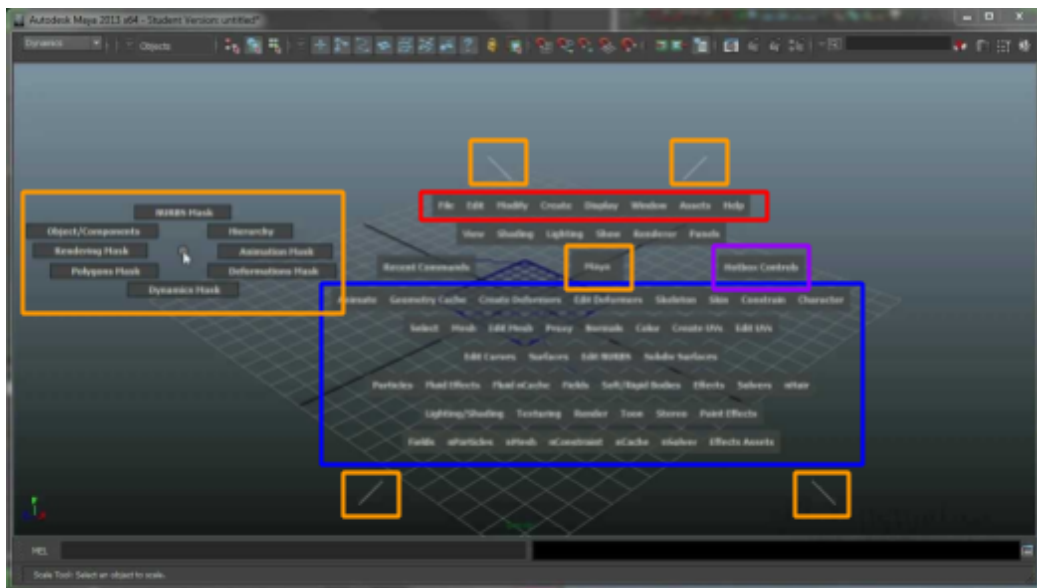 Autodesk Maya 2013 x64 - Student Version: untitled*
Dynamics Objects
NURBS Mask
Object/Components Hierarchy
Rendering Mask Animation Mask
Polygons Mask Deformations Mask
Dynamics Mask
File Edit Modify Create Display Window Assets Help
View Shading Lighting Show Renderer Panels
Recent Commands Maya Hotbox Controls
Animate Geometry Cache Create Deformers Edit Deformers Skeleton Skin Constrain Character
Select Mesh Edit Mesh Proxy Normals Color Create UVs Edit UVs
Edit Curves Surfaces Edit NURBS Subdiv Surfaces
Particles Fluid Effects Fluid nCache Fields Soft/Rigid Bodies Effects Solvers nHair
Lighting/Shading Texturing Render Toon Stereo Paint Effects
Fields nParticles nMesh nConstraint nCache nSolver Effects Assets
MEL
Scale Tool: Select an object to scale.